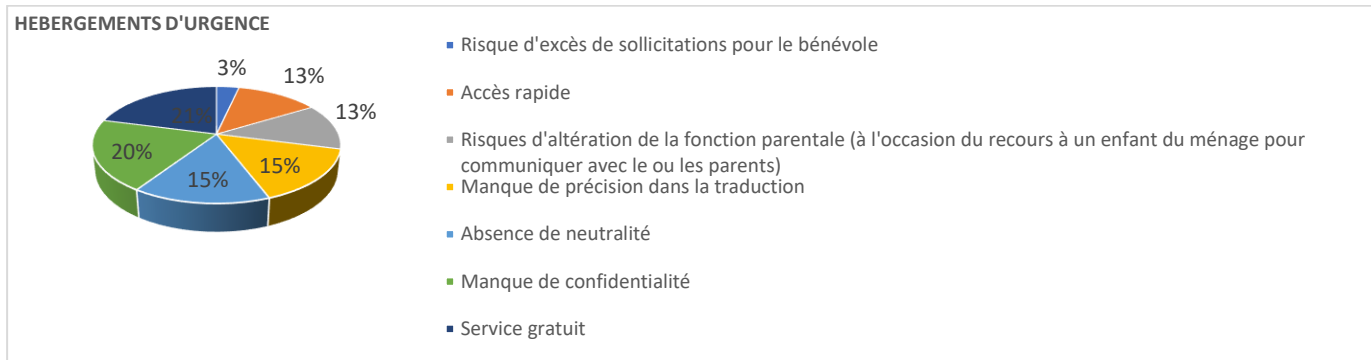 HEBERGEMENTS D'URGENCE
3%
13%
13%
15%
15%
20%
21%
Risque d'excès de sollicitations pour le bénévole
Accès rapide
Risques d'altération de la fonction parentale (à l'occasion du recours à un enfant du ménage pour
communiquer avec le ou les parents)
Manque de précision dans la traduction
Absence de neutralité
Manque de confidentialité
Service gratuit